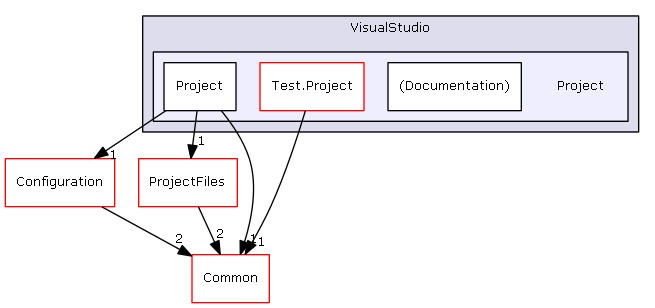 VisualStudio
Project
Test.Project
(Documentation)
Project
1
1
Configuration
ProjectFiles
2
2
1
1
Common